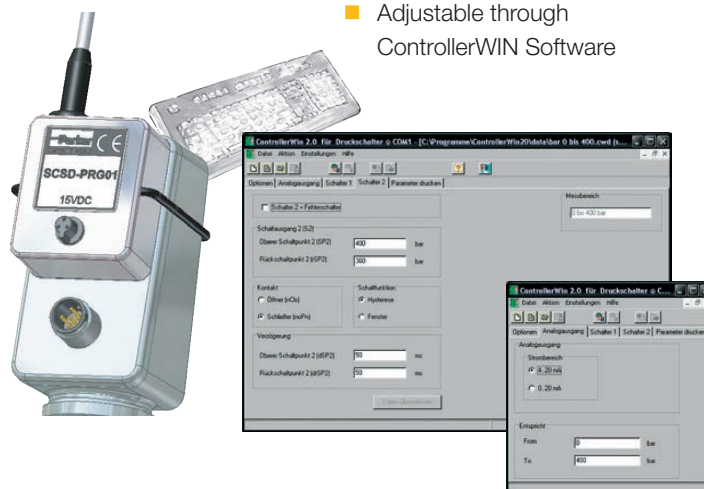 Adjustable through
ControllerWIN Software
Parker CE
SCSD-PRG01
15VDC
ControllerWin 2.0 für Druckschalter @ COM1 - [C:\Programme\ControllerWin20\data\bar 0 bis 400.cwd (s...
Datei Aktion Einstellungen Hilfe
Optionen Analogausgang Schalter 1 Schalter 2 Parameter drucken
Schalter 2 = Fehlerschalter
Messbereich
0 bis 400 bar
Schaltausgang 2 (S2)
Oberer Schaltpunkt 2 (SP2) 400 bar
Rückschaltpunkt 2 (rSP2) 360 bar
Kontakt
Öffner (nCls)
Schließer (noPn)
Schaltfunktion
Hysterese
Fenster
Verzögerung
Oberer Schaltpunkt 2 (dSP2) 50 ms
Rückschaltpunkt 2 (drSP2) 50 ms
Daten übernehmen
ControllerWin 2.0 für Druckschalter @ C...
Datei Aktion Einstellungen Hilfe
Optionen Analogausgang Schalter 1 Schalter 2 Parameter drucken
Analogausgang
Strombereich
4..20 mA
0..20 mA
Entspricht
From 0 bar
To 400 bar